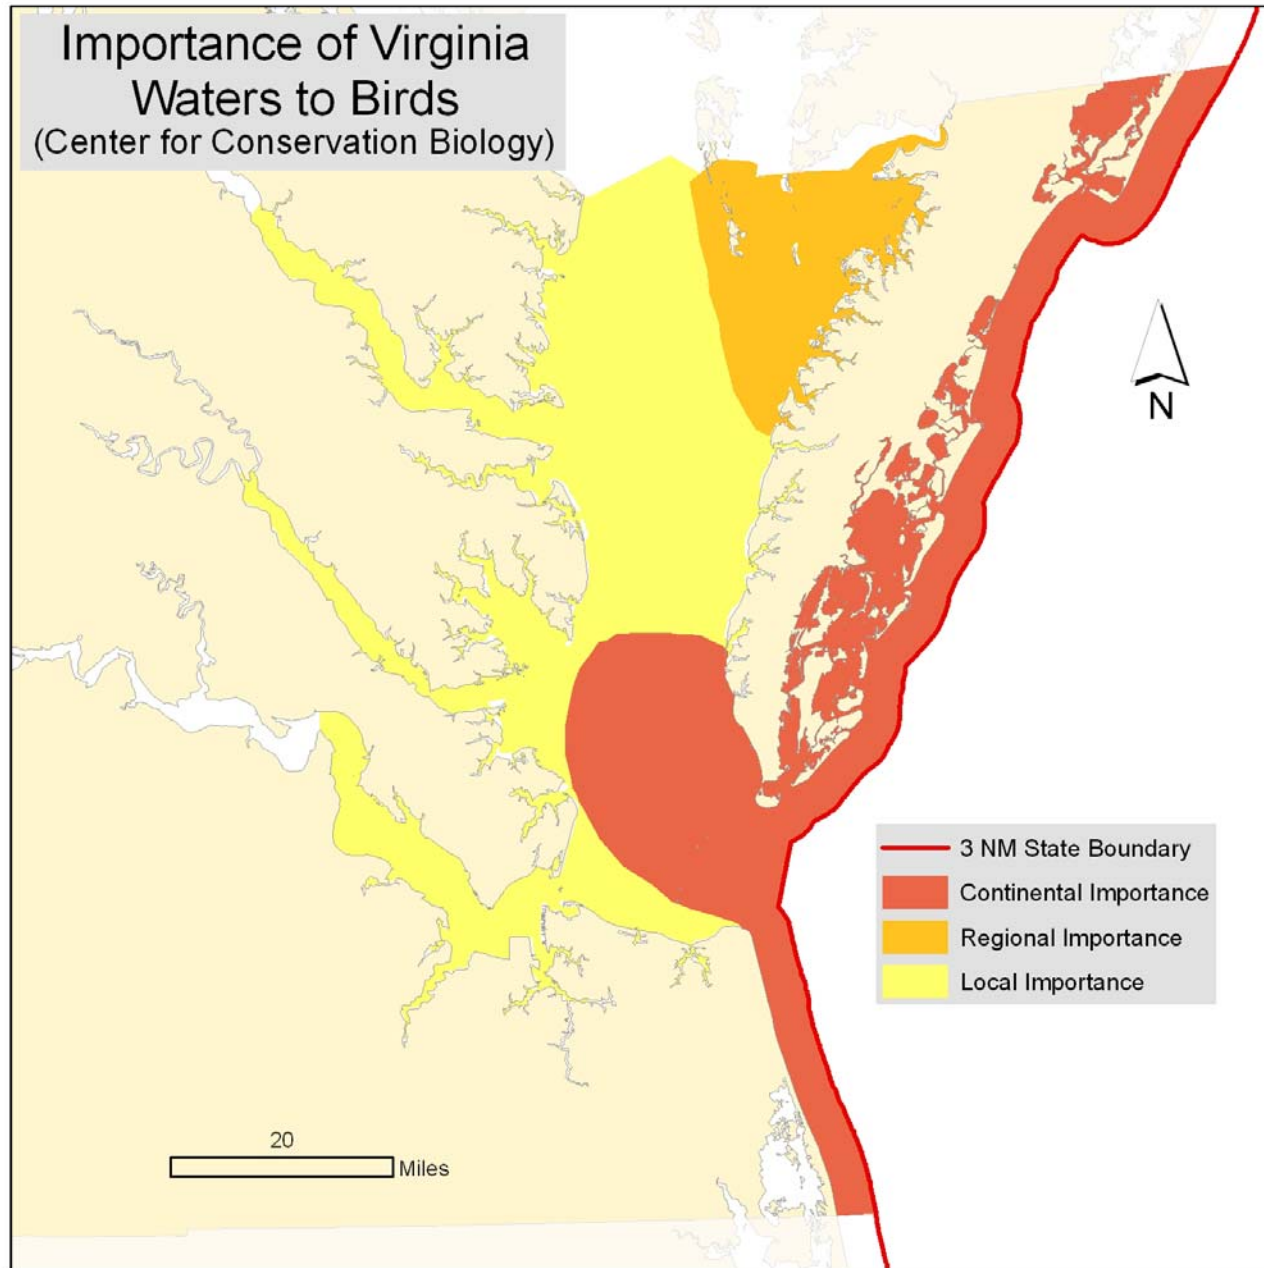 Importance of Virginia
Waters to Birds
(Center for Conservation Biology)
N
3 NM State Boundary
Continental Importance
Regional Importance
Local Importance
20
Miles